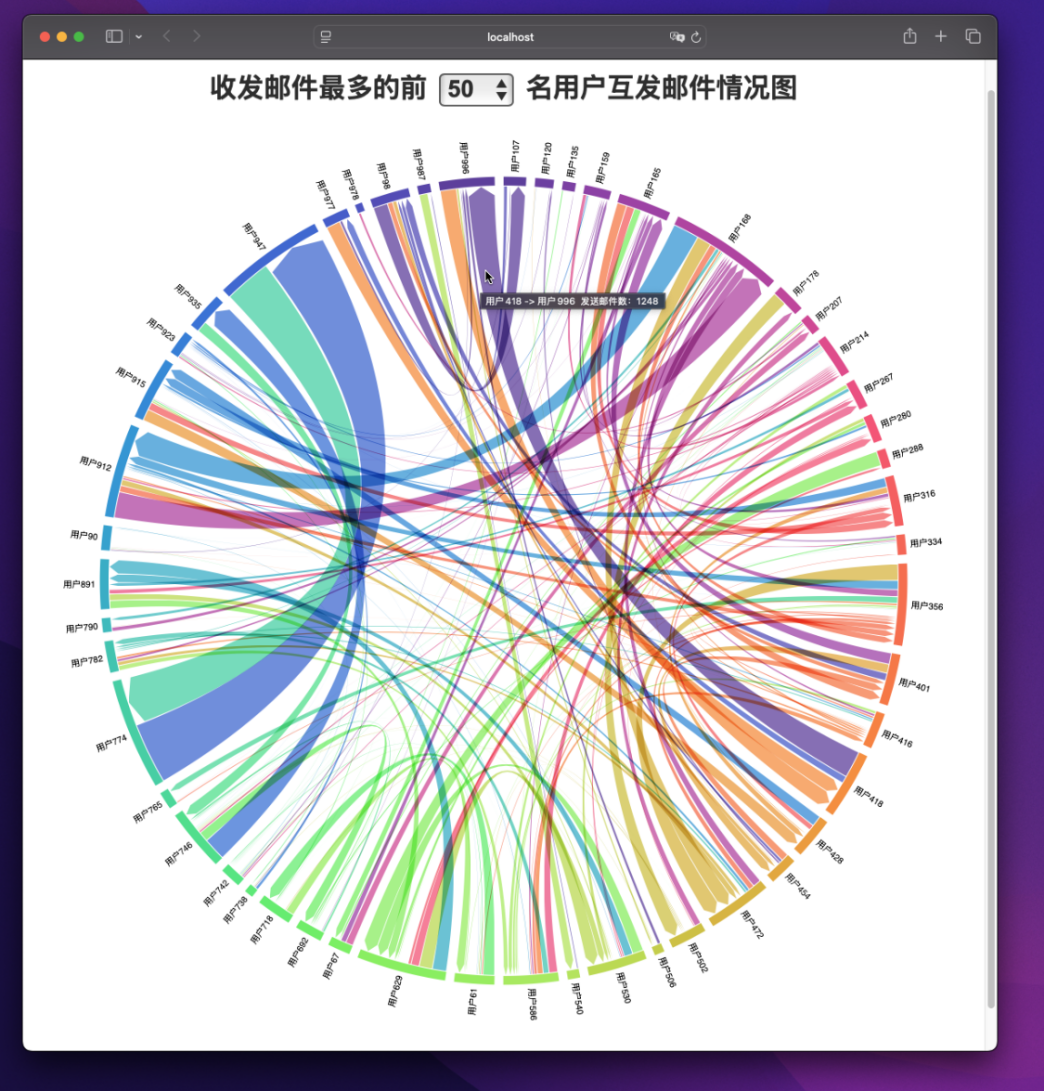 localhost
收发邮件最多的前 50 名用户互发邮件情况图
用户107
用户120
用户135
用户159
用户165
用户168
用户178
用户207
用户214
用户267
用户280
用户288
用户316
用户334
用户356
用户401
用户416
用户418
用户428
用户454
用户472
用户502
用户506
用户530
用户540
用户586
用户61
用户629
用户67
用户692
用户718
用户738
用户742
用户746
用户765
用户774
用户782
用户790
用户891
用户90
用户912
用户915
用户923
用户935
用户947
用户977
用户978
用户98
用户987
用户996
用户418 -> 用户996 发送邮件数：1248